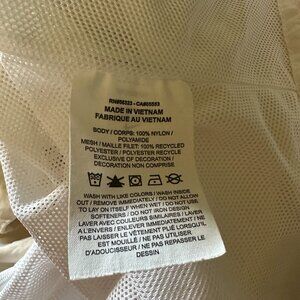 RN#56323 - CA#05553
MADE IN VIETNAM
FABRIQUÉ AU VIETNAM
BODY / CORPS: 100% NYLON /
POLYAMIDE
MESH / MAILLE FILET: 100% RECYCLED
POLYESTER / POLYESTER RECYCLE
EXCLUSIVE OF DECORATION /
DECORATION NON COMPRISE
WASH WITH LIKE COLORS / WASH INSIDE
OUT / REMOVE IMMEDIATELY / DO NOT ALLOW
TO LAY ON ITSELF WHEN WET / DO NOT USE
SOFTENERS / DO NOT IRON DESIGN
LAVER AVEC COULEURS SIMILAIRES / LAVER
A L'ENVERS / ENLEVER IMMEDIATEMENT / NE
PAS LAISSER LE VÊTEMENT PLIÉ LORSQU'IL
EST MOUILLÉ / NE PAS UTILISER
D'ADOUCISSEUR / NE PAS REPASSER LE
DESSIN